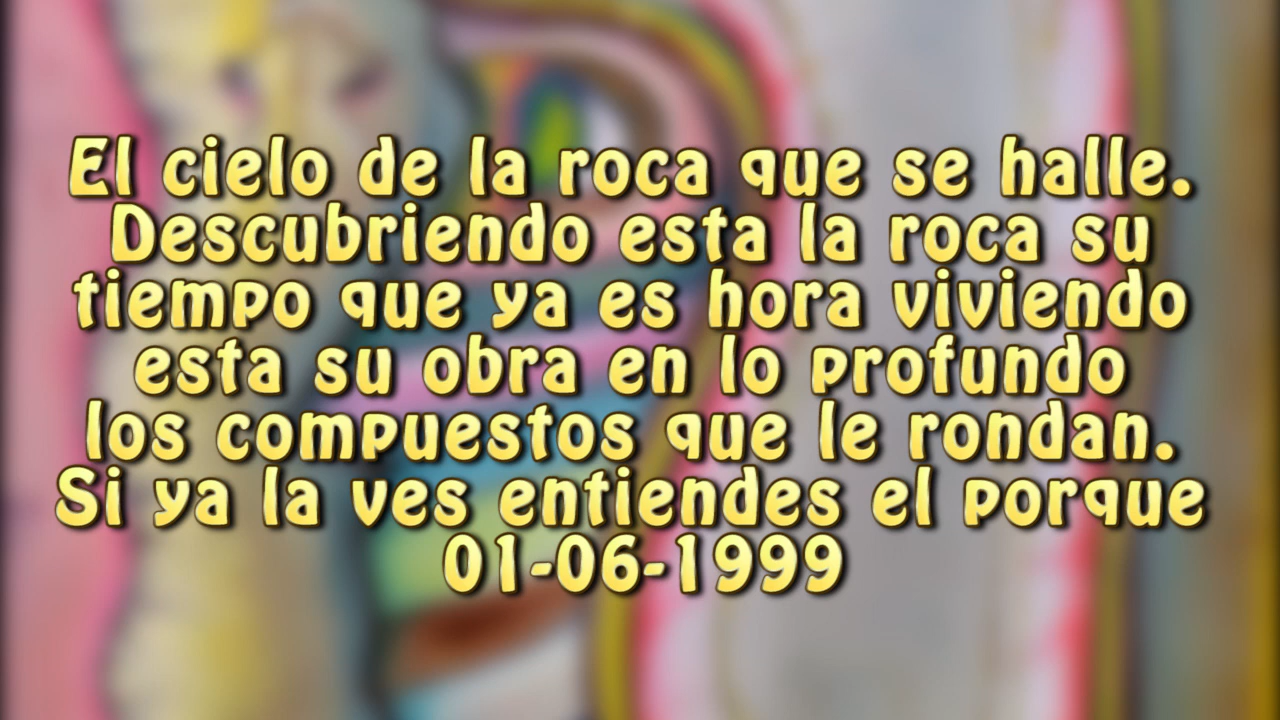 El cielo de la roca que se halle.
Descubriendo esta la roca su
tiempo que ya es hora viviendo
esta su obra en lo profundo
los compuestos que le rondan.
Si ya la ves entiendes el porque
01-06-1999